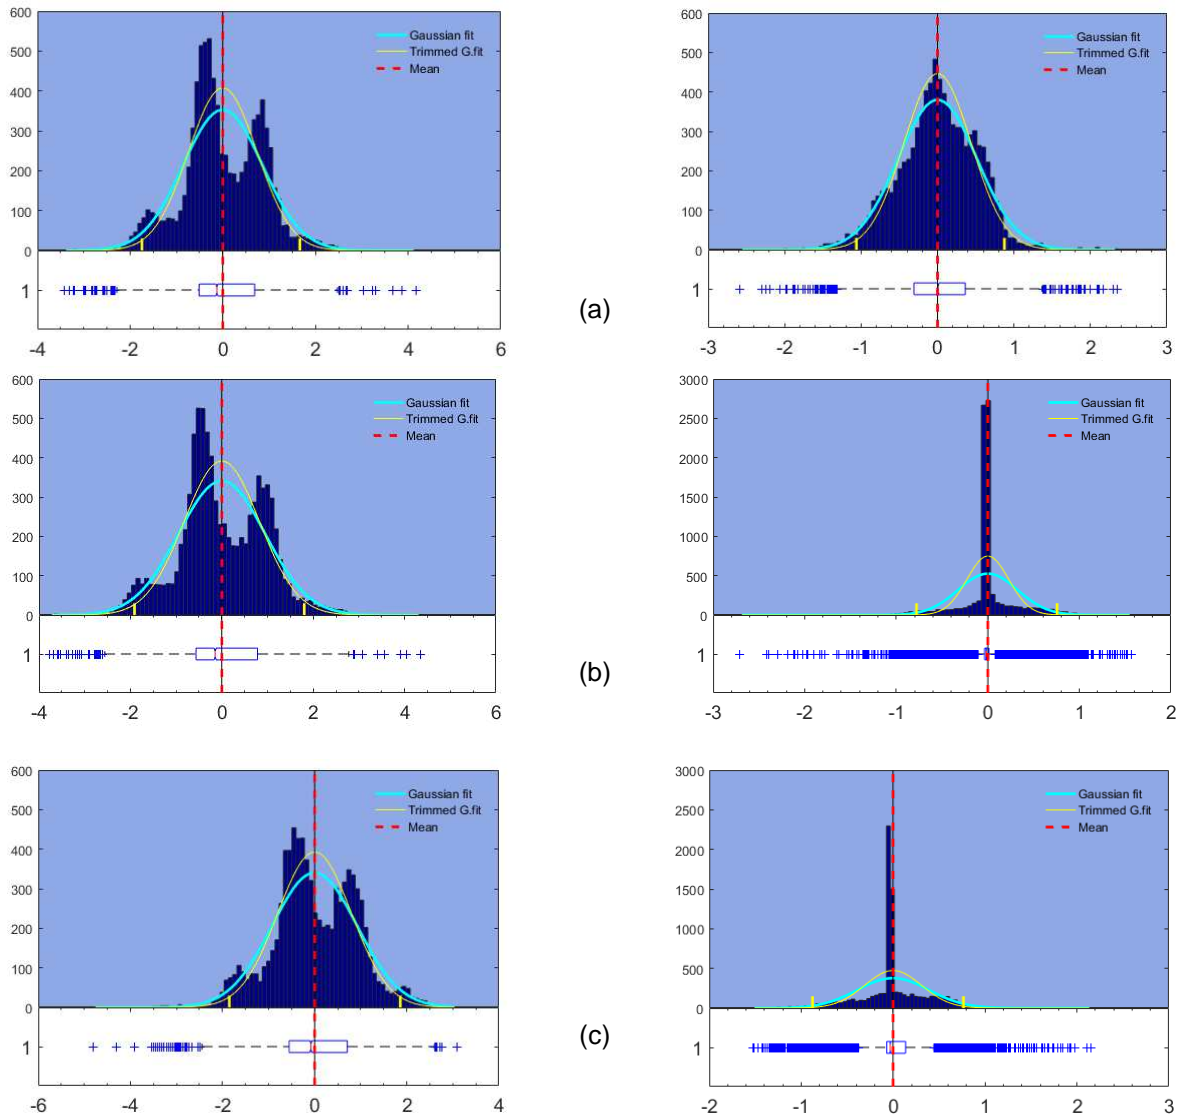 600
500
400
300
200
100
0
Gaussian fit
Trimmed G.fit
Mean
1
-4 -2 0 2 4 6
600
500
400
300
200
100
0
Gaussian fit
Trimmed G.fit
Mean
1
-3 -2 -1 0 1 2 3
(a)
600
500
400
300
200
100
0
Gaussian fit
Trimmed G.fit
Mean
1
-4 -2 0 2 4 6
3000
2500
2000
1500
1000
500
0
Gaussian fit
Trimmed G.fit
Mean
1
-3 -2 -1 0 1 2
(b)
600
500
400
300
200
100
0
Gaussian fit
Trimmed G.fit
Mean
1
-6 -4 -2 0 2 4
3000
2500
2000
1500
1000
500
0
Gaussian fit
Trimmed G.fit
Mean
1
-2 -1 0 1 2 3
(c)